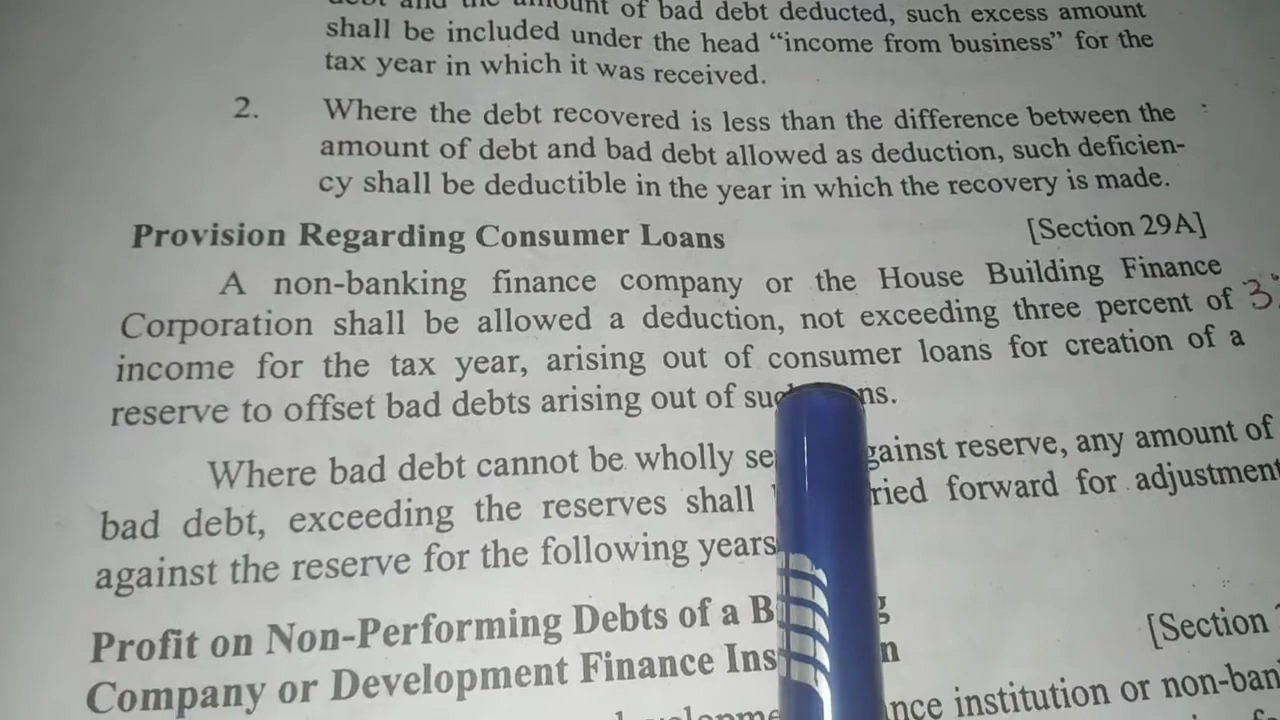 debt and the amount of bad debt deducted, such excess amount
shall be included under the head “income from business” for the
tax year in which it was received.
2. Where the debt recovered is less than the difference between the
amount of debt and bad debt allowed as deduction, such deficien-
cy shall be deductible in the year in which the recovery is made.
Provision Regarding Consumer Loans [Section 29A]
A non-banking finance company or the House Building Finance
Corporation shall be allowed a deduction, not exceeding three percent of 3
income for the tax year, arising out of consumer loans for creation of a
reserve to offset bad debts arising out of
Where bad debt cannot be wholly against reserve, any amount of
bad debt, exceeding the reserves shall forward for adjustment
against the reserve for the following years
Profit on Non-Performing Debts of a
Company or Development Finance [Section
institution or non-ban